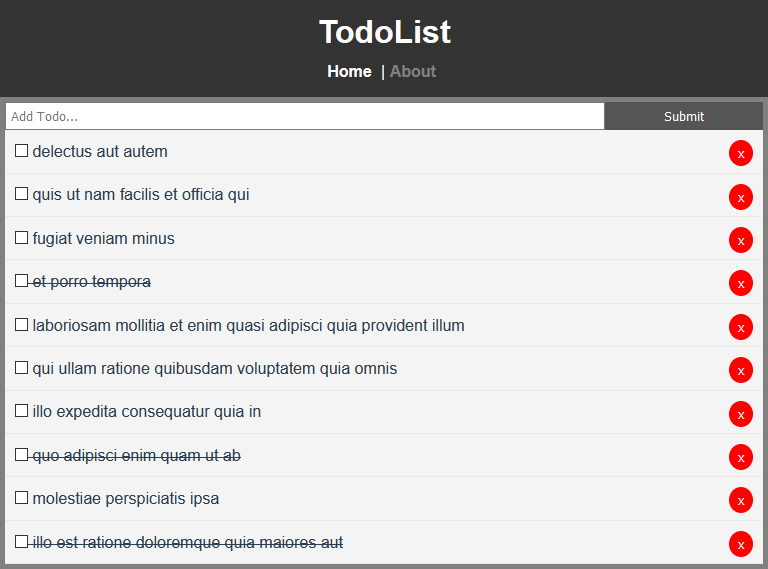 TodoList
Home | About
Add Todo... Submit
delectus aut autem x
quis ut nam facilis et officia qui x
fugiat veniam minus x
et porro tempora x
laboriosam mollitia et enim quasi adipisci quia provident illum x
qui ullam ratione quibusdam voluptatem quia omnis x
illo expedita consequatur quia in x
quo adipisci enim quam ut ab x
molestiae perspiciatis ipsa x
illo est ratione doloremque quia maiores aut x